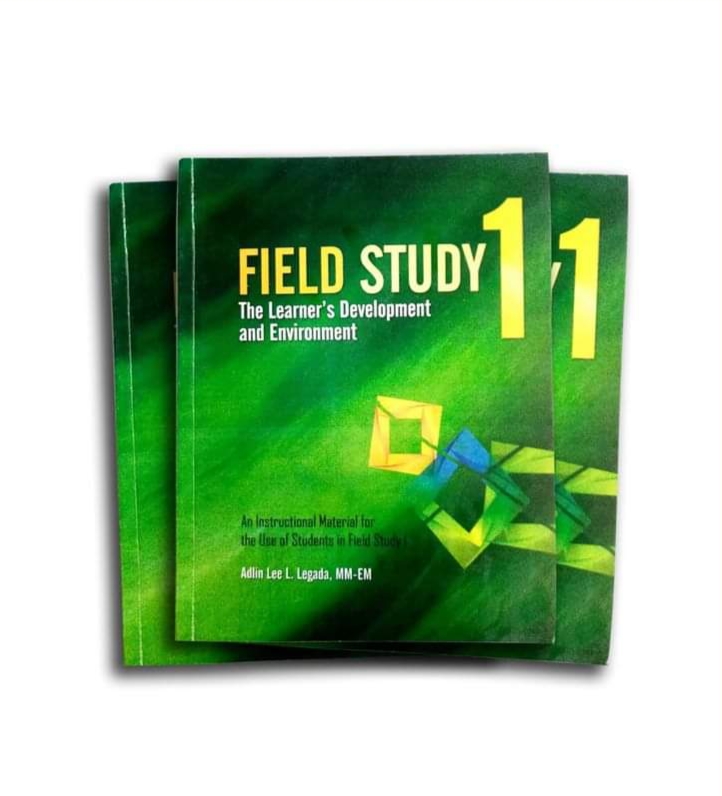 FIELD STUDY 1
The Learner's Development
and Environment
An Instructional Material for
the Use of Students in Field Study I
Adlin Lee L. Legada, MM-EM
1